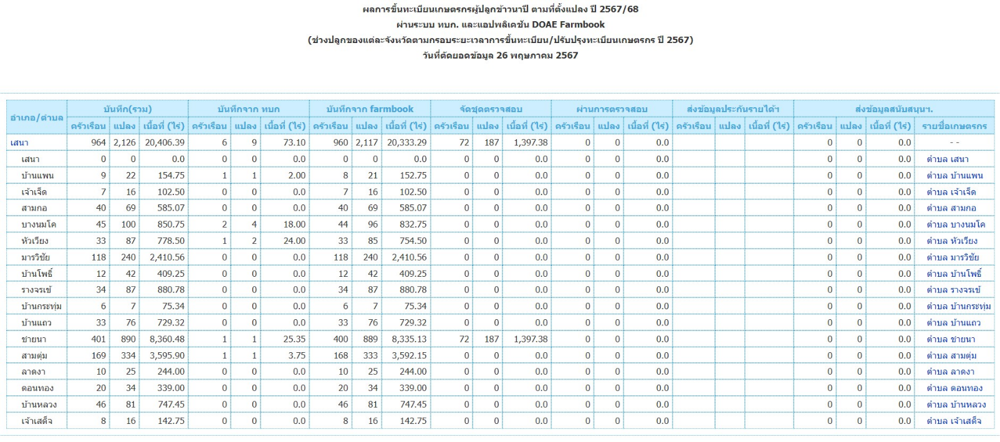 ผลการขึ้นทะเบียนเกษตรกรผู้ปลูกข้าวนาปี ตามที่ตั้งแปลง ปี 2567/68
ผ่านระบบ ทบก. และแอปพลิเคชัน DOAE Farmbook
(ช่วงปลูกของแต่ละจังหวัดตามกรอบระยะเวลาการขึ้นทะเบียน/ปรับปรุงทะเบียนเกษตรกร ปี 2567)
วันที่ตัดยอดข้อมูล 26 พฤษภาคม 2567
อำเภอ/ตำบล บันทึก(รวม) บันทึกจาก ทบก บันทึกจาก farmbook จัดชุดตรวจสอบ ผ่านการตรวจสอบ ส่งข้อมูลประกันรายได้ฯ ส่งข้อมูลสนับสนุนฯ.
ครัวเรือน แปลง เนื้อที่ (ไร่) ครัวเรือน แปลง เนื้อที่ (ไร่) ครัวเรือน แปลง เนื้อที่ (ไร่) ครัวเรือน แปลง เนื้อที่ (ไร่) ครัวเรือน แปลง เนื้อที่ (ไร่) ครัวเรือน แปลง เนื้อที่ (ไร่) ครัวเรือน แปลง เนื้อที่ (ไร่) รายชื่อเกษตรกร
เสนา 964 2,126 20,406.39 6 9 73.10 960 2,117 20,333.29 72 187 1,397.38 0 0 0.0 0 0 0.0 - -
เสนา 0 0 0.0 0 0 0.0 0 0 0.0 0 0 0.0 0 0 0.0 0 0 0.0 ตำบล เสนา
บ้านแพน 9 22 154.75 1 1 2.00 8 21 152.75 0 0 0.0 0 0 0.0 0 0 0.0 ตำบล บ้านแพน
เจ้าเจ็ด 7 16 102.50 0 0 0.0 7 16 102.50 0 0 0.0 0 0 0.0 0 0 0.0 ตำบล เจ้าเจ็ด
สามกอ 40 69 585.07 0 0 0.0 40 69 585.07 0 0 0.0 0 0 0.0 0 0 0.0 ตำบล สามกอ
บางนมโค 45 100 850.75 2 4 18.00 44 96 832.75 0 0 0.0 0 0 0.0 0 0 0.0 ตำบล บางนมโค
หัวเวียง 33 87 778.50 1 2 24.00 33 85 754.50 0 0 0.0 0 0 0.0 0 0 0.0 ตำบล หัวเวียง
มารวิชัย 118 240 2,410.56 0 0 0.0 118 240 2,410.56 0 0 0.0 0 0 0.0 0 0 0.0 ตำบล มารวิชัย
บ้านโพธิ์ 12 42 409.25 0 0 0.0 12 42 409.25 0 0 0.0 0 0 0.0 0 0 0.0 ตำบล บ้านโพธิ์
รางจรเข้ 34 87 880.78 0 0 0.0 34 87 880.78 0 0 0.0 0 0 0.0 0 0 0.0 ตำบล รางจรเข้
บ้านกระทุ่ม 6 7 75.34 0 0 0.0 6 7 75.34 0 0 0.0 0 0 0.0 0 0 0.0 ตำบล บ้านกระทุ่ม
บ้านแถว 33 76 729.32 0 0 0.0 33 76 729.32 0 0 0.0 0 0 0.0 0 0 0.0 ตำบล บ้านแถว
ชายนา 401 890 8,360.48 1 1 25.35 400 889 8,335.13 72 187 1,397.38 0 0 0.0 0 0 0.0 ตำบล ชายนา
สามตุ่ม 169 334 3,595.90 1 1 3.75 168 333 3,592.15 0 0 0.0 0 0 0.0 0 0 0.0 ตำบล สามตุ่ม
ลาดงา 10 25 244.00 0 0 0.0 10 25 244.00 0 0 0.0 0 0 0.0 0 0 0.0 ตำบล ลาดงา
ดอนทอง 20 34 339.00 0 0 0.0 20 34 339.00 0 0 0.0 0 0 0.0 0 0 0.0 ตำบล ดอนทอง
บ้านหลวง 46 81 747.45 0 0 0.0 46 81 747.45 0 0 0.0 0 0 0.0 0 0 0.0 ตำบล บ้านหลวง
เจ้าเสด็จ 8 16 142.75 0 0 0.0 8 16 142.75 0 0 0.0 0 0 0.0 0 0 0.0 ตำบล เจ้าเสด็จ